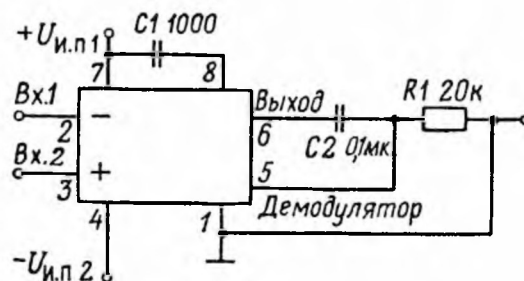 +Uи.п1
C1 1000
7
8
Вх.1
2
−
Выход
6
R1 20к
C2 0,1мк
Вх.2
3
+
5
4
1
Демодулятор
−Uи.п2